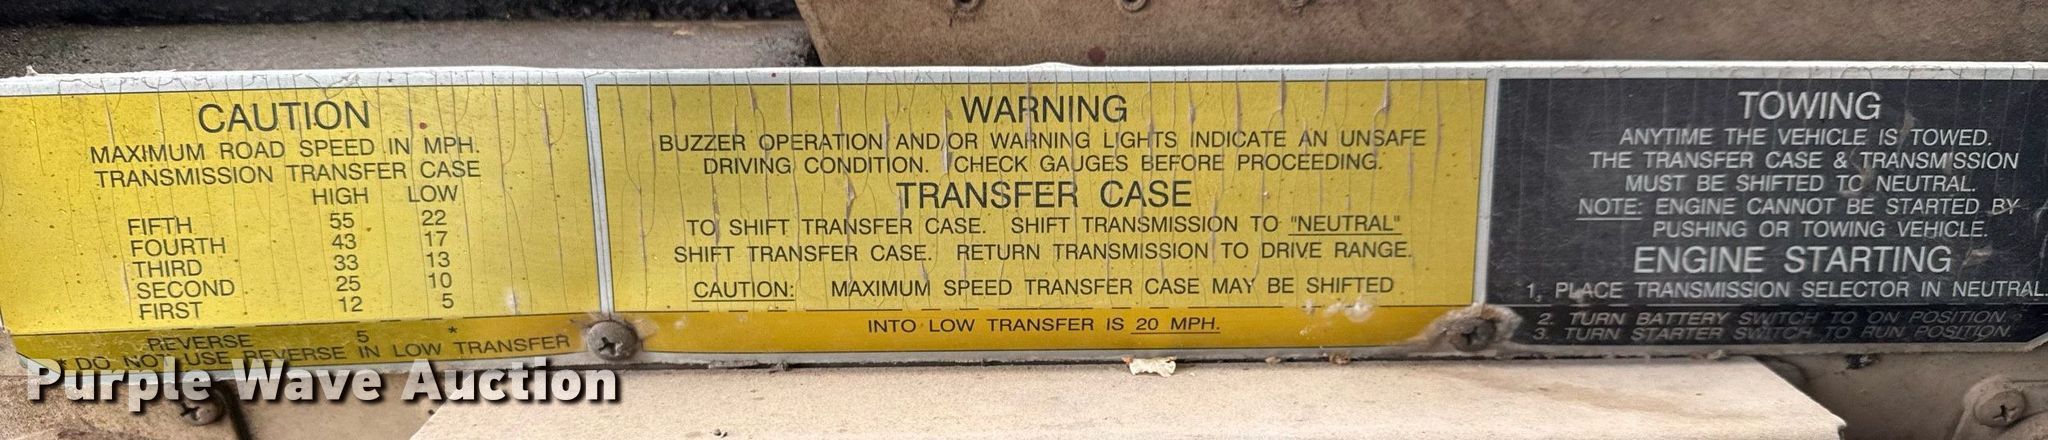 CAUTION
MAXIMUM ROAD SPEED IN MPH.
TRANSMISSION TRANSFER CASE
HIGH LOW
FIFTH 55 22
FOURTH 43 17
THIRD 33 13
SECOND 25 10
FIRST 12 5
REVERSE 5 *
* DO NOT USE REVERSE IN LOW TRANSFER
WARNING
BUZZER OPERATION AND/OR WARNING LIGHTS INDICATE AN UNSAFE
DRIVING CONDITION. CHECK GAUGES BEFORE PROCEEDING.
TRANSFER CASE
TO SHIFT TRANSFER CASE. SHIFT TRANSMISSION TO "NEUTRAL"
SHIFT TRANSFER CASE. RETURN TRANSMISSION TO DRIVE RANGE.
CAUTION: MAXIMUM SPEED TRANSFER CASE MAY BE SHIFTED
INTO LOW TRANSFER IS 20 MPH.
TOWING
ANYTIME THE VEHICLE IS TOWED.
THE TRANSFER CASE & TRANSMISSION
MUST BE SHIFTED TO NEUTRAL.
NOTE: ENGINE CANNOT BE STARTED BY
PUSHING OR TOWING VEHICLE.
ENGINE STARTING
1. PLACE TRANSMISSION SELECTOR IN NEUTRAL.
2. TURN BATTERY SWITCH TO ON POSITION.
3. TURN STARTER SWITCH TO RUN POSITION.
Purple Wave Auction